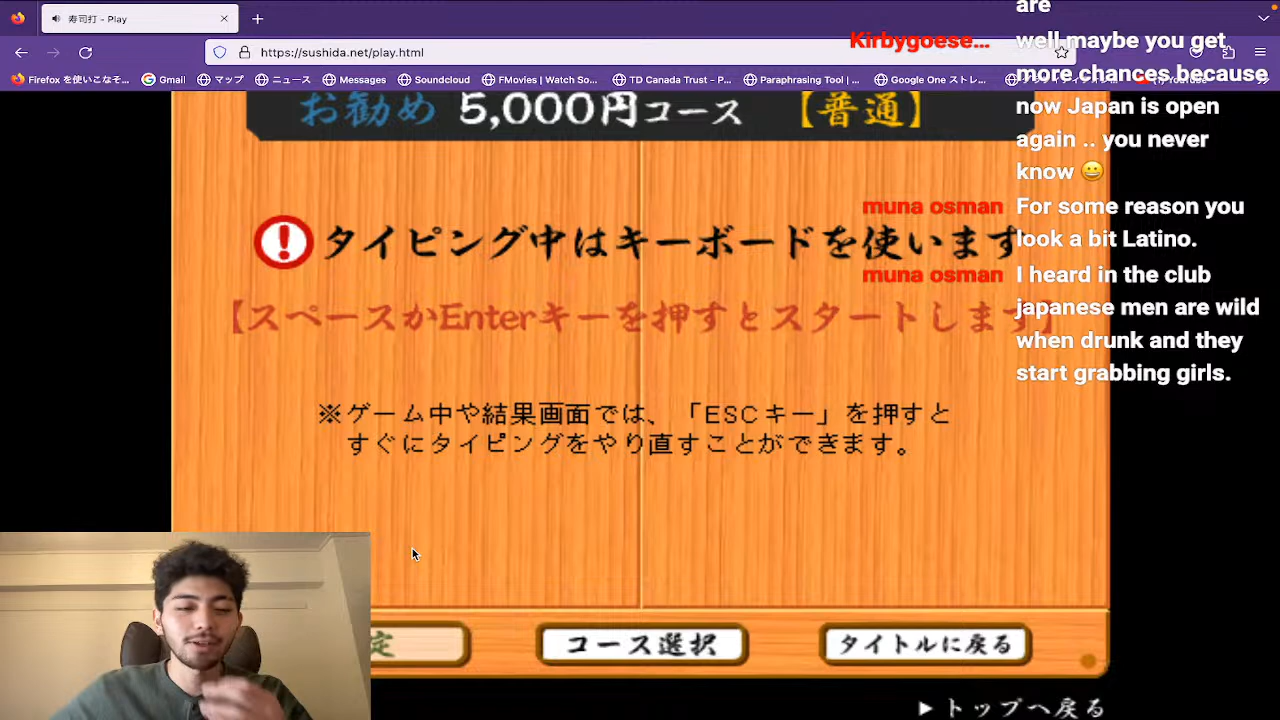 寿司打 - Play
https://sushida.net/play.html
Firefox を使いこなそ...
Gmail
マップ
ニュース
Messages
Soundcloud
FMovies | Watch So...
TD Canada Trust - P...
Paraphrasing Tool | ...
Google One ストレ...
お勧め 5,000円コース 【普通】
タイピング中はキーボードを使います
【スペースかEnterキーを押すとスタートします】
※ゲーム中や結果画面では、「ESCキー」を押すと
すぐにタイピングをやり直すことができます。
定
コース選択
タイトルに戻る
▶トップへ戻る
are
Kirbygoese... well maybe you get
more chances because
now Japan is open
again .. you never
know 😀
muna osman For some reason you
look a bit Latino.
muna osman I heard in the club
japanese men are wild
when drunk and they
start grabbing girls.